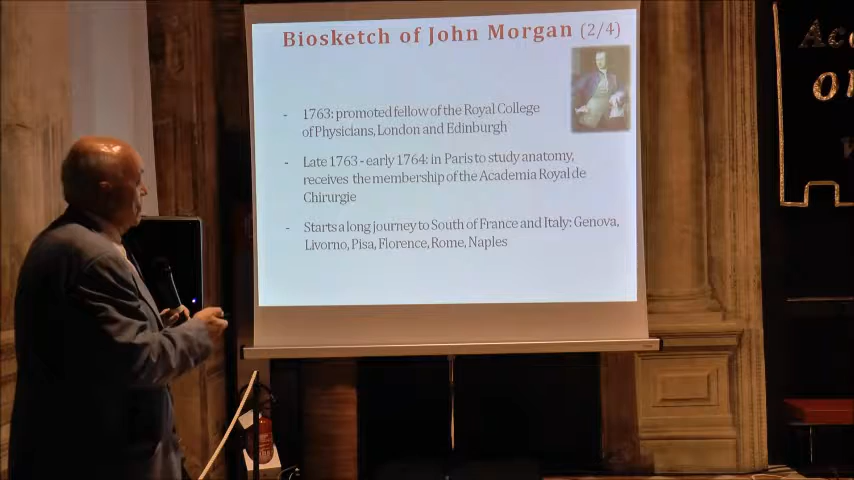 Biosketch of John Morgan (2/4)
- 1763: promoted fellow of the Royal College
of Physicians, London and Edinburgh
- Late 1763 - early 1764: in Paris to study anatomy,
receives the membership of the Academia Royal de
Chirurgie
- Starts a long journey to South of France and Italy: Genova,
Livorno, Pisa, Florence, Rome, Naples